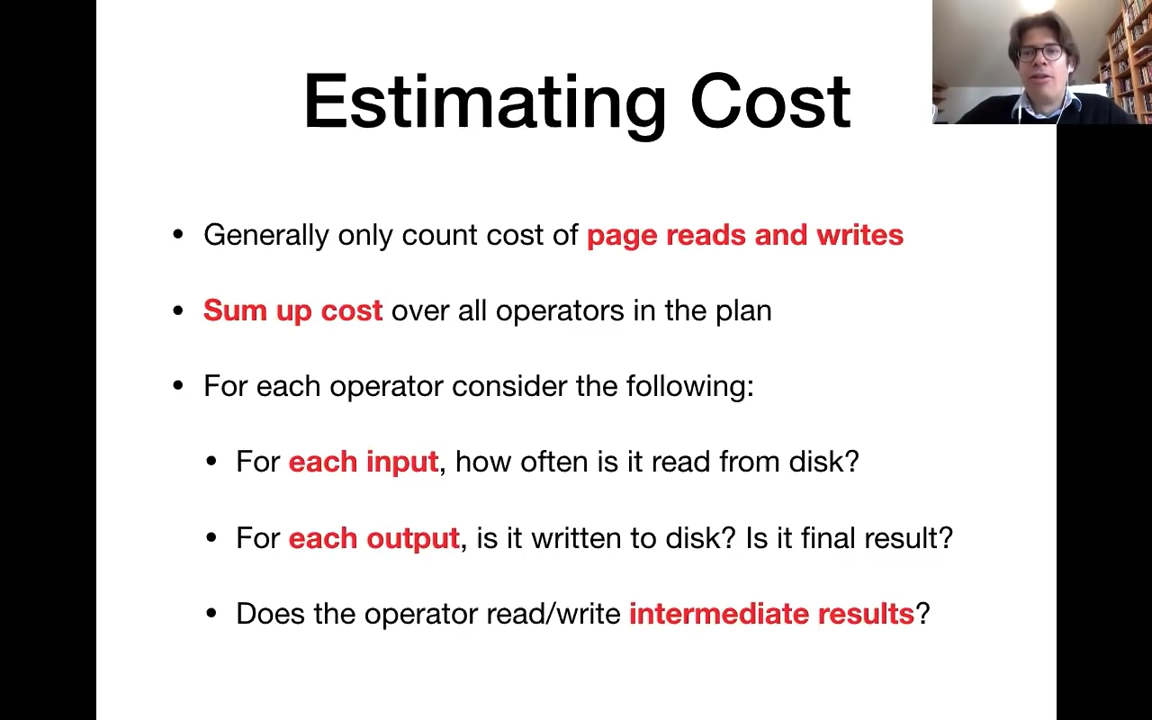 Estimating Cost
• Generally only count cost of page reads and writes
• Sum up cost over all operators in the plan
• For each operator consider the following:
• For each input, how often is it read from disk?
• For each output, is it written to disk? Is it final result?
• Does the operator read/write intermediate results?